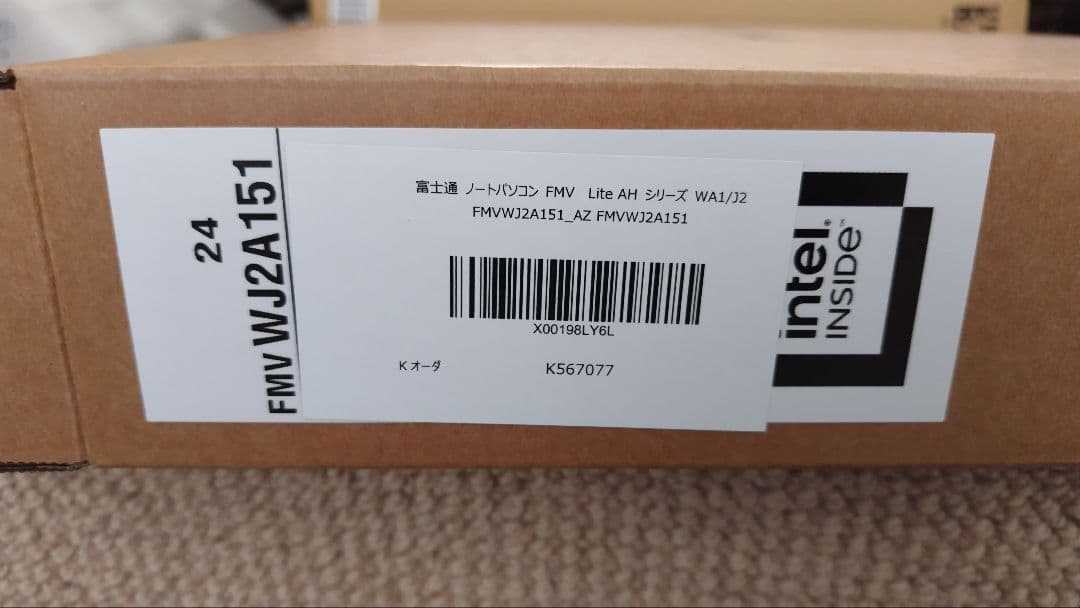 24
FMV WJ2A151
富士通 ノートパソコン FMV Lite AH シリーズ WA1/J2
FMVWJ2A151_AZ FMVWJ2A151
X00198LY6L
Kオーダ K567077
intel®
INSIDE™